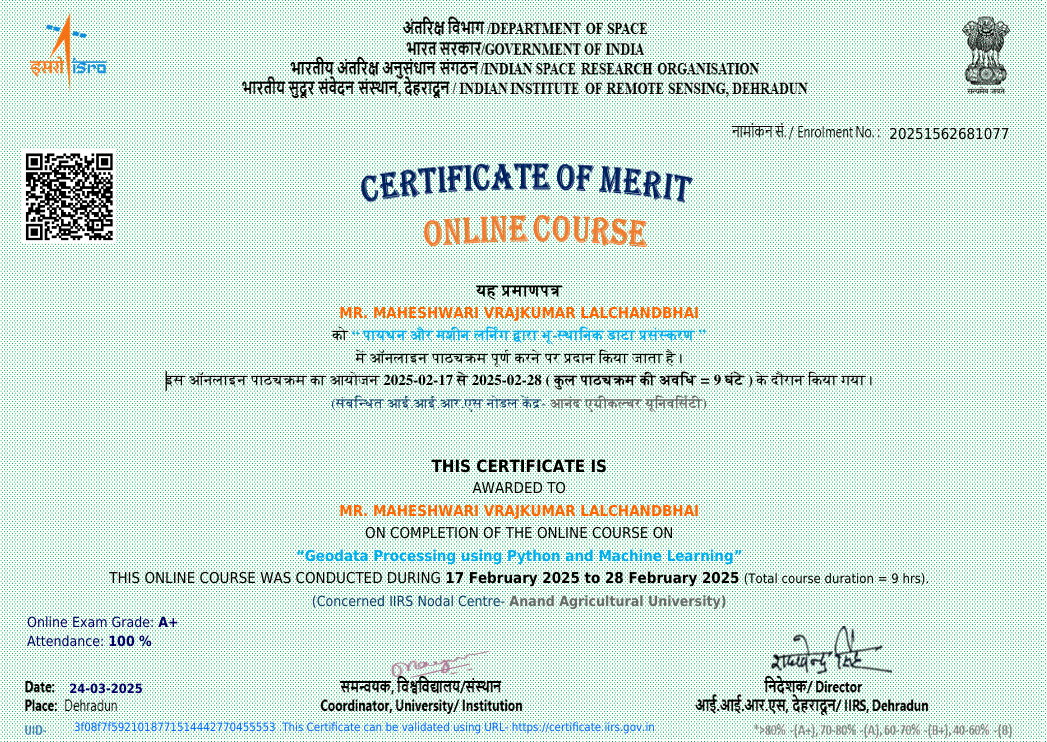 इसरो isro
अंतरिक्ष विभाग /DEPARTMENT OF SPACE
भारत सरकार/GOVERNMENT OF INDIA
भारतीय अंतरिक्ष अनुसंधान संगठन /INDIAN SPACE RESEARCH ORGANISATION
भारतीय सुदूर संवेदन संस्थान, देहरादून / INDIAN INSTITUTE OF REMOTE SENSING, DEHRADUN
सत्यमेव जयते
नामांकन सं. / Enrolment No. : 20251562681077
CERTIFICATE OF MERIT
ONLINE COURSE
यह प्रमाणपत्र
MR. MAHESHWARI VRAJKUMAR LALCHANDBHAI
को “ पायथन और मशीन लर्निंग द्वारा भू-स्थानिक डाटा प्रसंस्करण ”
में ऑनलाइन पाठ्यक्रम पूर्ण करने पर प्रदान किया जाता है।
इस ऑनलाइन पाठ्यक्रम का आयोजन 2025-02-17 से 2025-02-28 ( कुल पाठ्यक्रम की अवधि = 9 घंटे ) के दौरान किया गया।
(संबन्धित आई.आई.आर.एस नोडल केंद्र- आनंद एग्रीकल्चर यूनिवर्सिटी)
THIS CERTIFICATE IS
AWARDED TO
MR. MAHESHWARI VRAJKUMAR LALCHANDBHAI
ON COMPLETION OF THE ONLINE COURSE ON
“Geodata Processing using Python and Machine Learning”
THIS ONLINE COURSE WAS CONDUCTED DURING 17 February 2025 to 28 February 2025 (Total course duration = 9 hrs).
(Concerned IIRS Nodal Centre- Anand Agricultural University)
Online Exam Grade: A+
Attendance: 100 %
Date: 24-03-2025
Place: Dehradun
समन्वयक, विश्वविद्यालय/संस्थान
Coordinator, University/ Institution
निदेशक/ Director
आई.आई.आर.एस, देहरादून/ IIRS, Dehradun
UID- 3f08f7f5921018771514442770455553 .This Certificate can be validated using URL- https://certificate.iirs.gov.in
*>80% -{A+}, 70-80% -{A}, 60-70% -{B+}, 40-60% -{B}